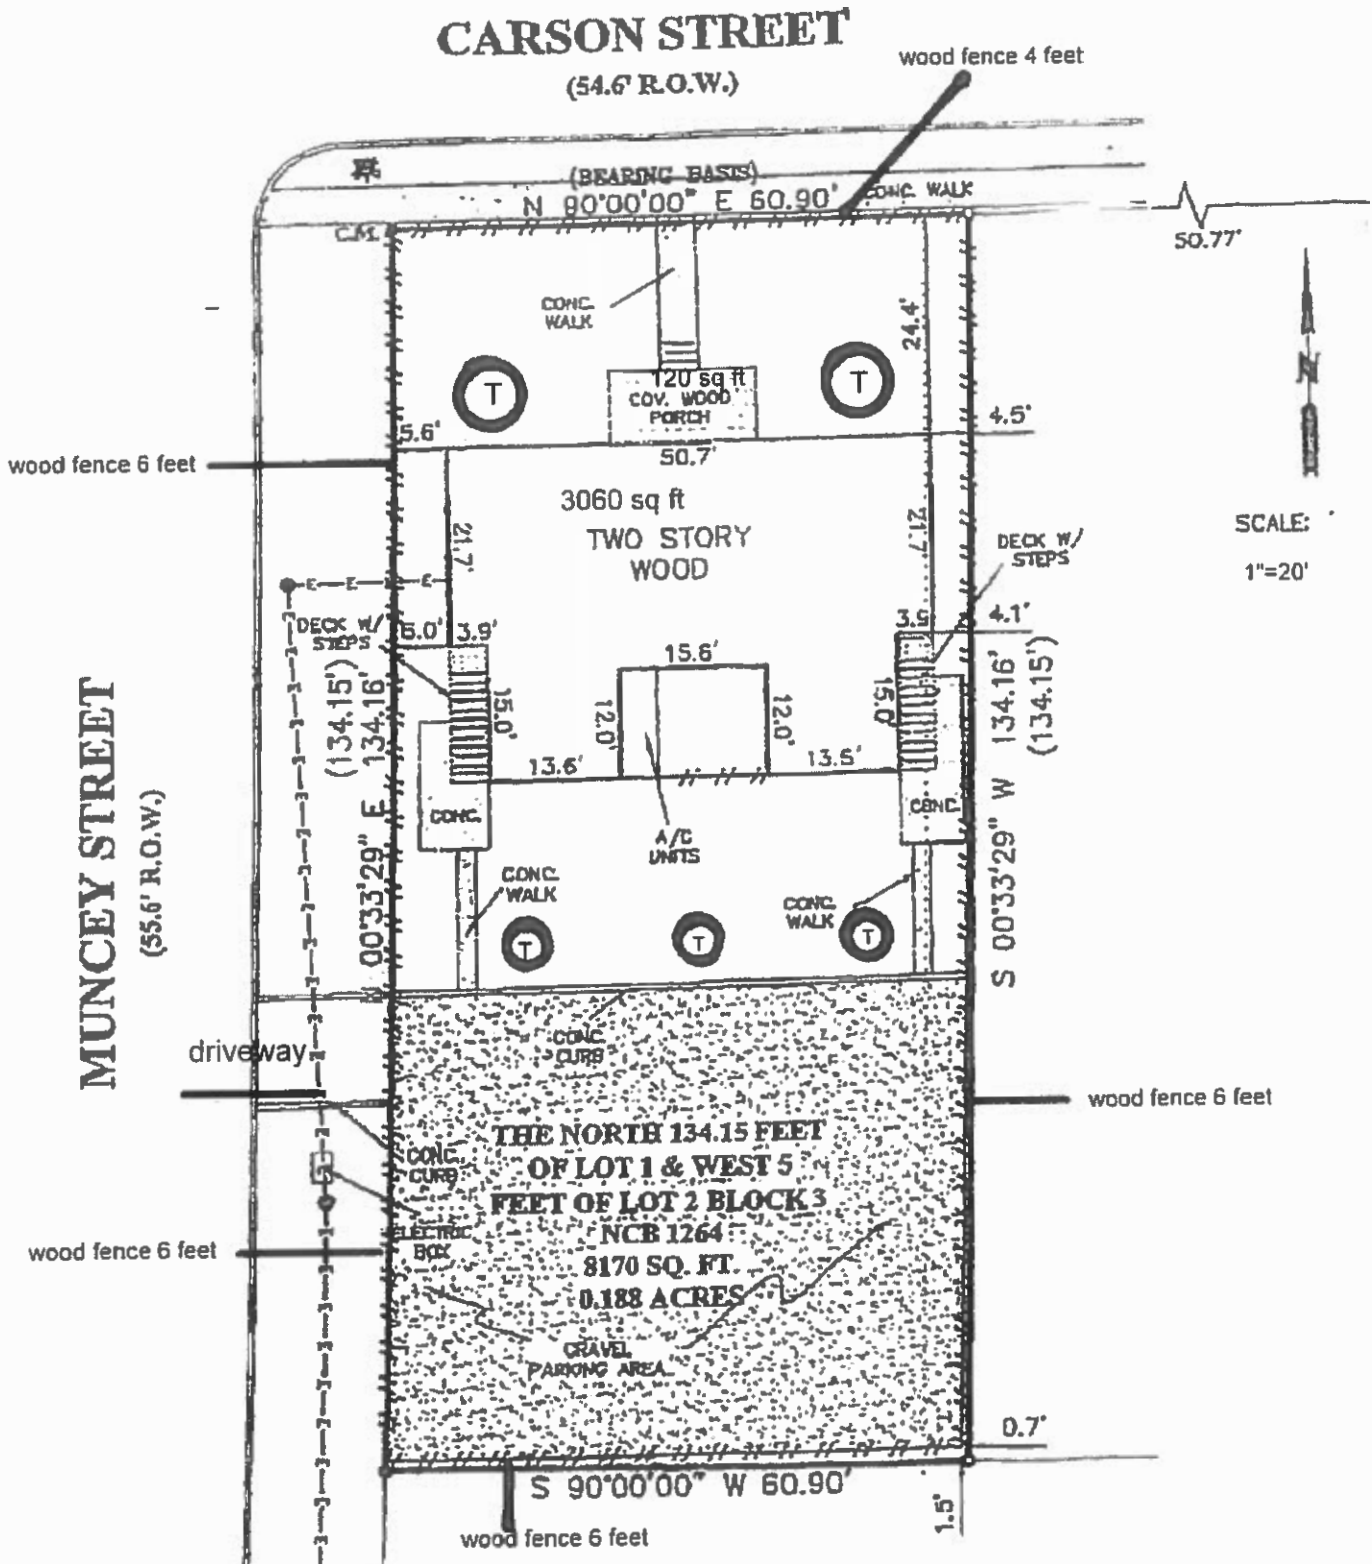 CARSON STREET
(54.6' R.O.W.)
wood fence 4 feet
(BEARING BASIS)
N 90°00'00" E 60.90'
CONC. WALK
C.M.
50.77'
N
SCALE:
1"=20'
CONC.
WALK
24.4'
T
T
120 sq ft
COV. WOOD
PORCH
5.6'
4.5'
50.7'
wood fence 6 feet
3060 sq ft
TWO STORY
WOOD
21.7'
21.7'
DECK W/
STEPS
E
E
E
DECK W/
STEPS
6.0'
3.9'
3.9'
4.1'
15.6'
15.0'
12.0'
12.0'
15.0'
13.6'
13.5'
(134.15')
134.16'
00°33'29" E
S 00°33'29" W 134.16'
(134.15')
MUNCEY STREET
(55.6' R.O.W.)
CONC.
CONC.
A/C
UNITS
CONC.
WALK
CONC.
WALK
T
T
T
CONC.
CURB
driveway
wood fence 6 feet
THE NORTH 134.15 FEET
OF LOT 1 & WEST 5
FEET OF LOT 2 BLOCK 3
NCB 1264
8170 SQ. FT.
0.188 ACRES
CONC.
CURB
ELECTRIC
BOX
wood fence 6 feet
GRAVEL
PARKING AREA
0.7'
S 90°00'00" W 60.90'
1.5'
wood fence 6 feet